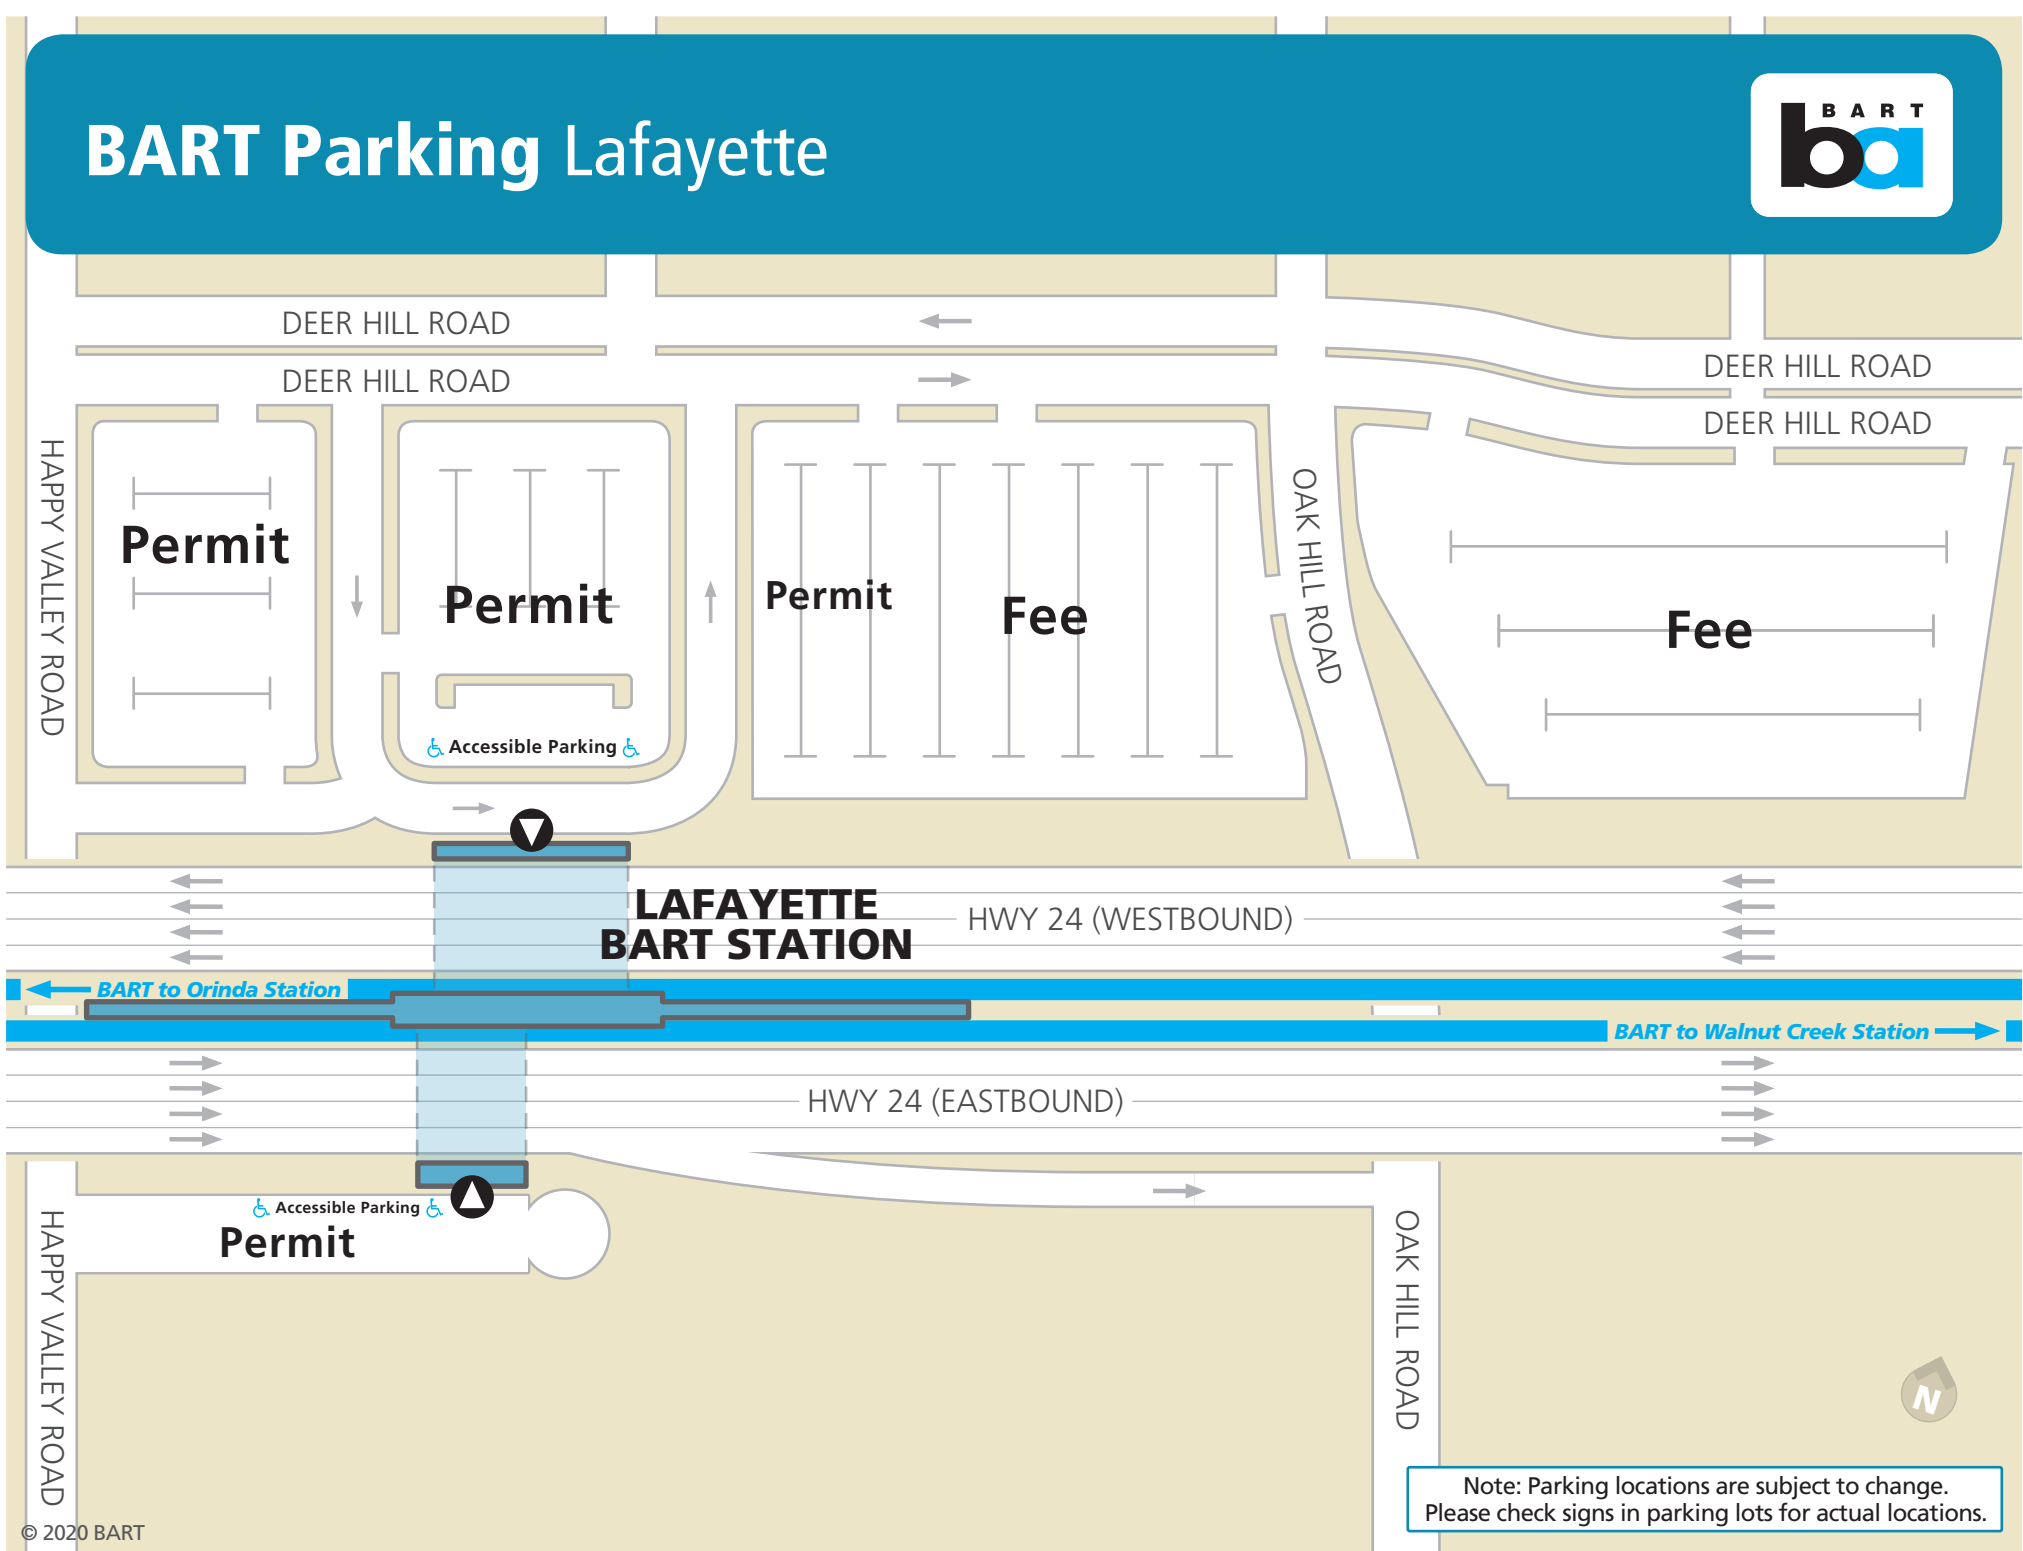 BART Parking Lafayette
BART
ba
DEER HILL ROAD
DEER HILL ROAD
DEER HILL ROAD
DEER HILL ROAD
HAPPY VALLEY ROAD
Permit
Permit
Accessible Parking
Permit
Fee
OAK HILL ROAD
Fee
LAFAYETTE
BART STATION
HWY 24 (WESTBOUND)
BART to Orinda Station
BART to Walnut Creek Station
HWY 24 (EASTBOUND)
Accessible Parking
Permit
HAPPY VALLEY ROAD
OAK HILL ROAD
N
Note: Parking locations are subject to change.
Please check signs in parking lots for actual locations.
© 2020 BART